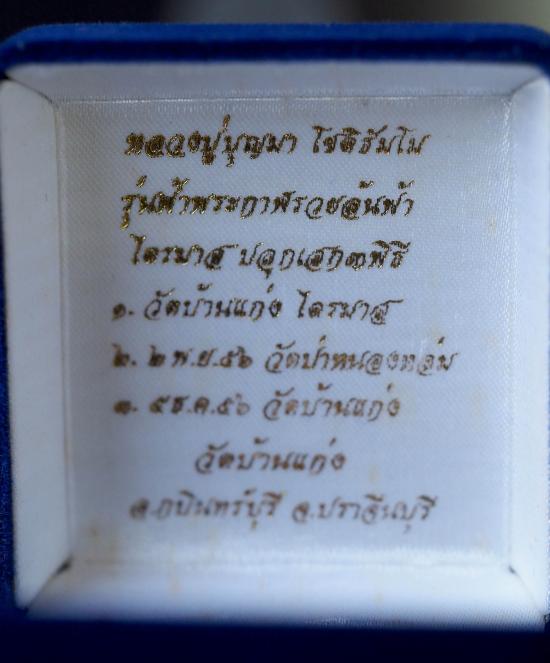 หลวงปู่บุญมา โชติธัมโม
รุ่นฟ้าพระกาฬรวยล้นฟ้า
ไตรมาส ปลุกเสก๓พิธี
๑. วัดบ้านแก่ง ไตรมาส
๒. ๒ พ.ย.๕๖ วัดป่าหนองหล่ม
๓. ๕ธ.ค.๕๖ วัดบ้านแก่ง
วัดบ้านแก่ง
อ.กบินทร์บุรี จ.ปราจีนบุรี